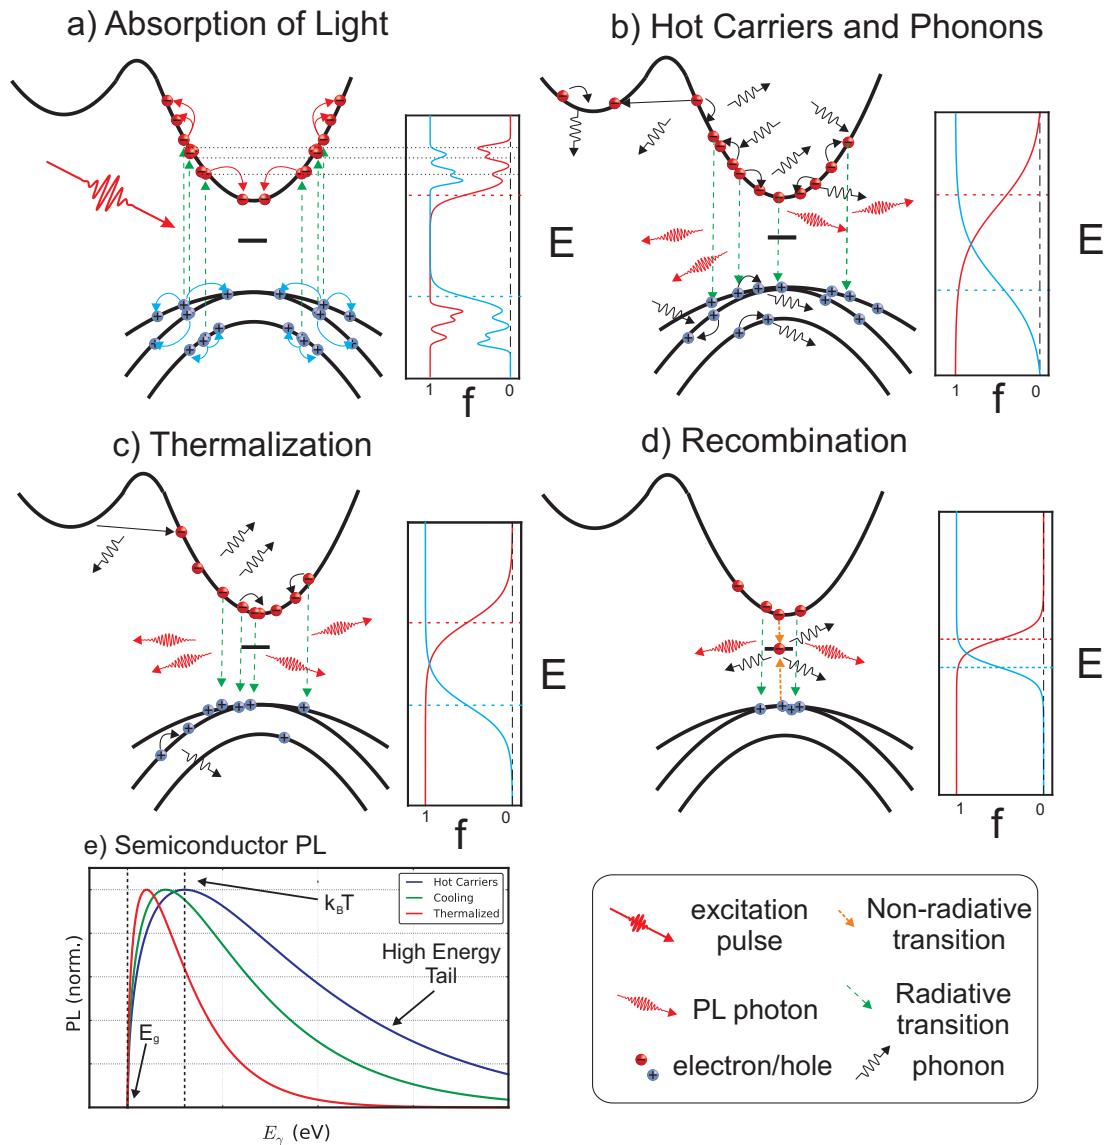 a) Absorption of Light
b) Hot Carriers and Phonons
E
E
1
0
f
1
0
f
c) Thermalization
d) Recombination
E
E
1
0
f
1
0
f
e) Semiconductor PL
Hot Carriers
Cooling
Thermalized
k_BT
High Energy
Tail
E_g
PL (norm.)
E_γ (eV)
excitation
pulse
Non-radiative
transition
PL photon
Radiative
transition
electron/hole
phonon